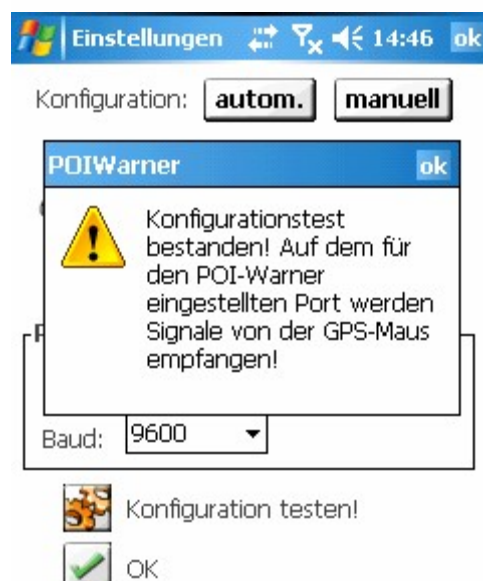 Einstellungen 14:46 ok
Konfiguration: autom. manuell
POIWarner ok
Konfigurationstest
bestanden! Auf dem für
den POI-Warner
eingestellten Port werden
Signale von der GPS-Maus
empfangen!
Baud: 9600
Konfiguration testen!
OK